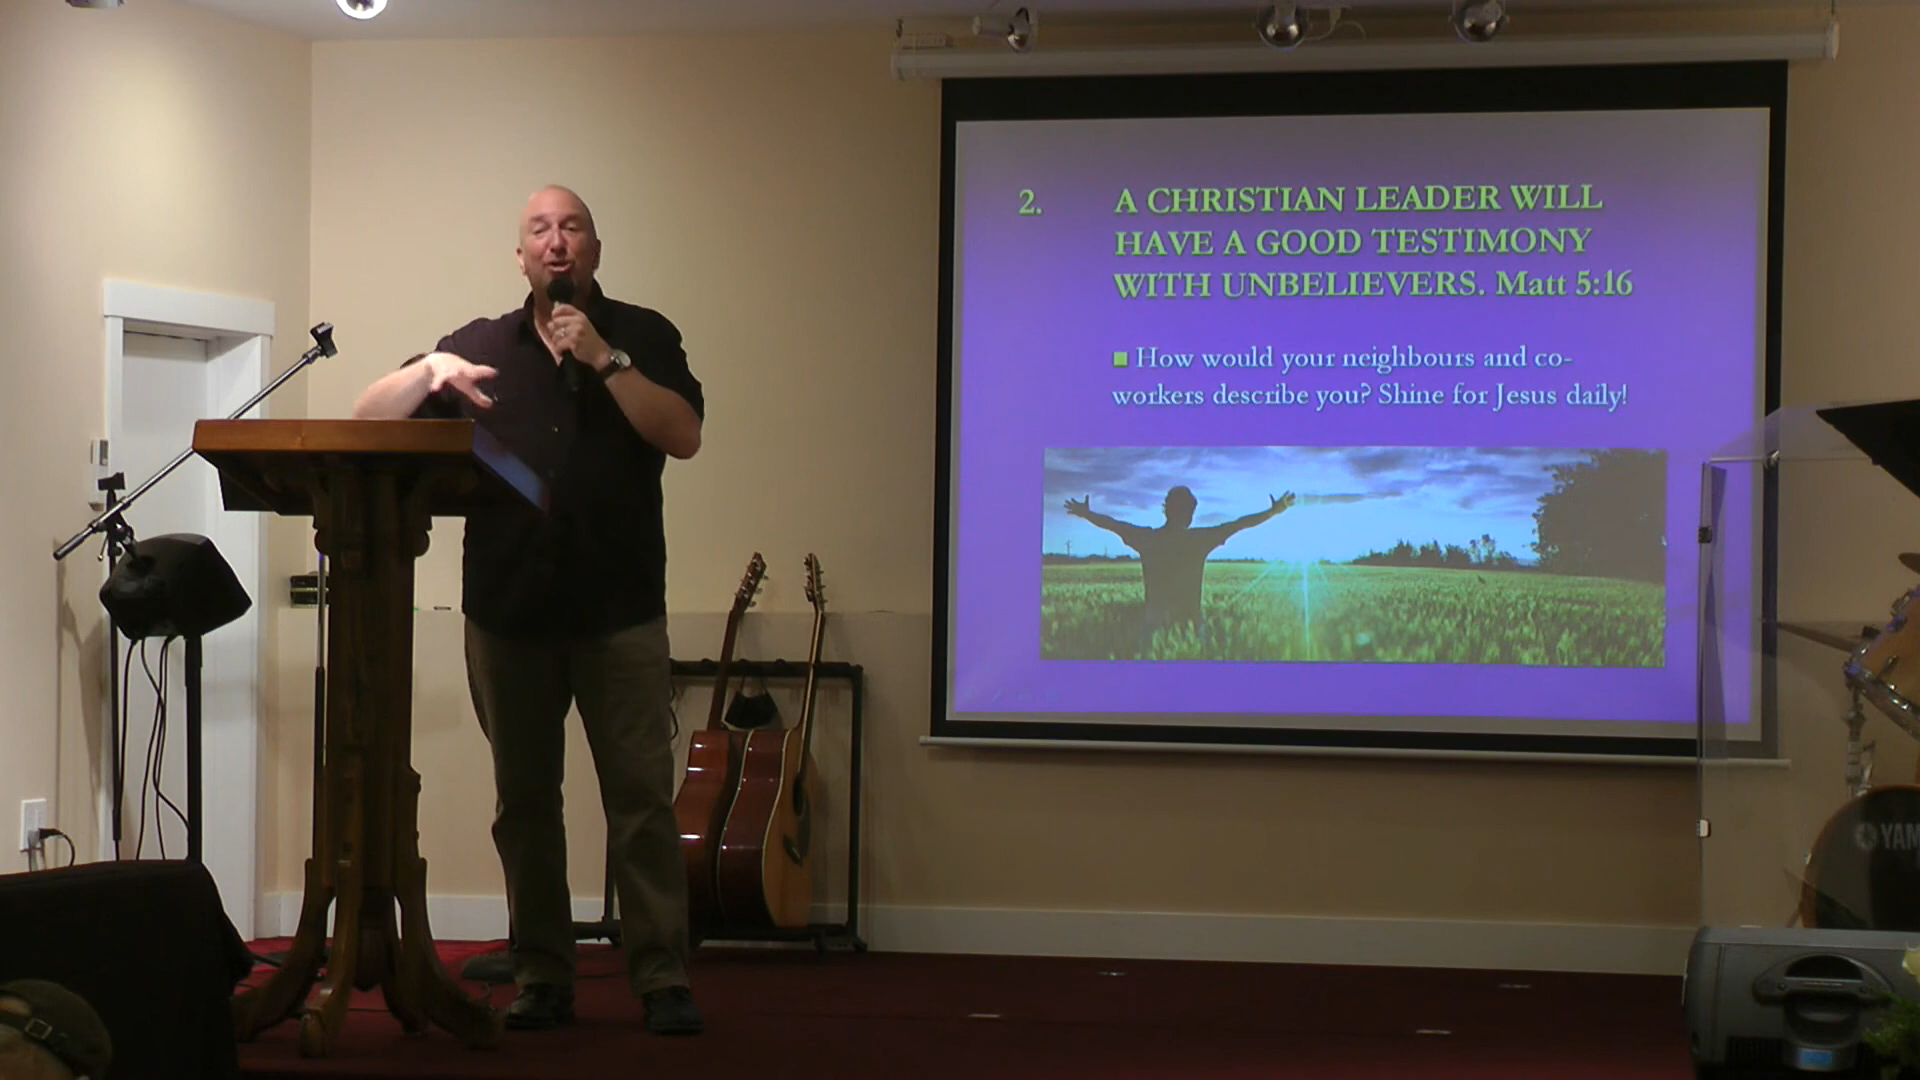 2. A CHRISTIAN LEADER WILL
HAVE A GOOD TESTIMONY
WITH UNBELIEVERS. Matt 5:16
How would your neighbours and co-
workers describe you? Shine for Jesus daily!